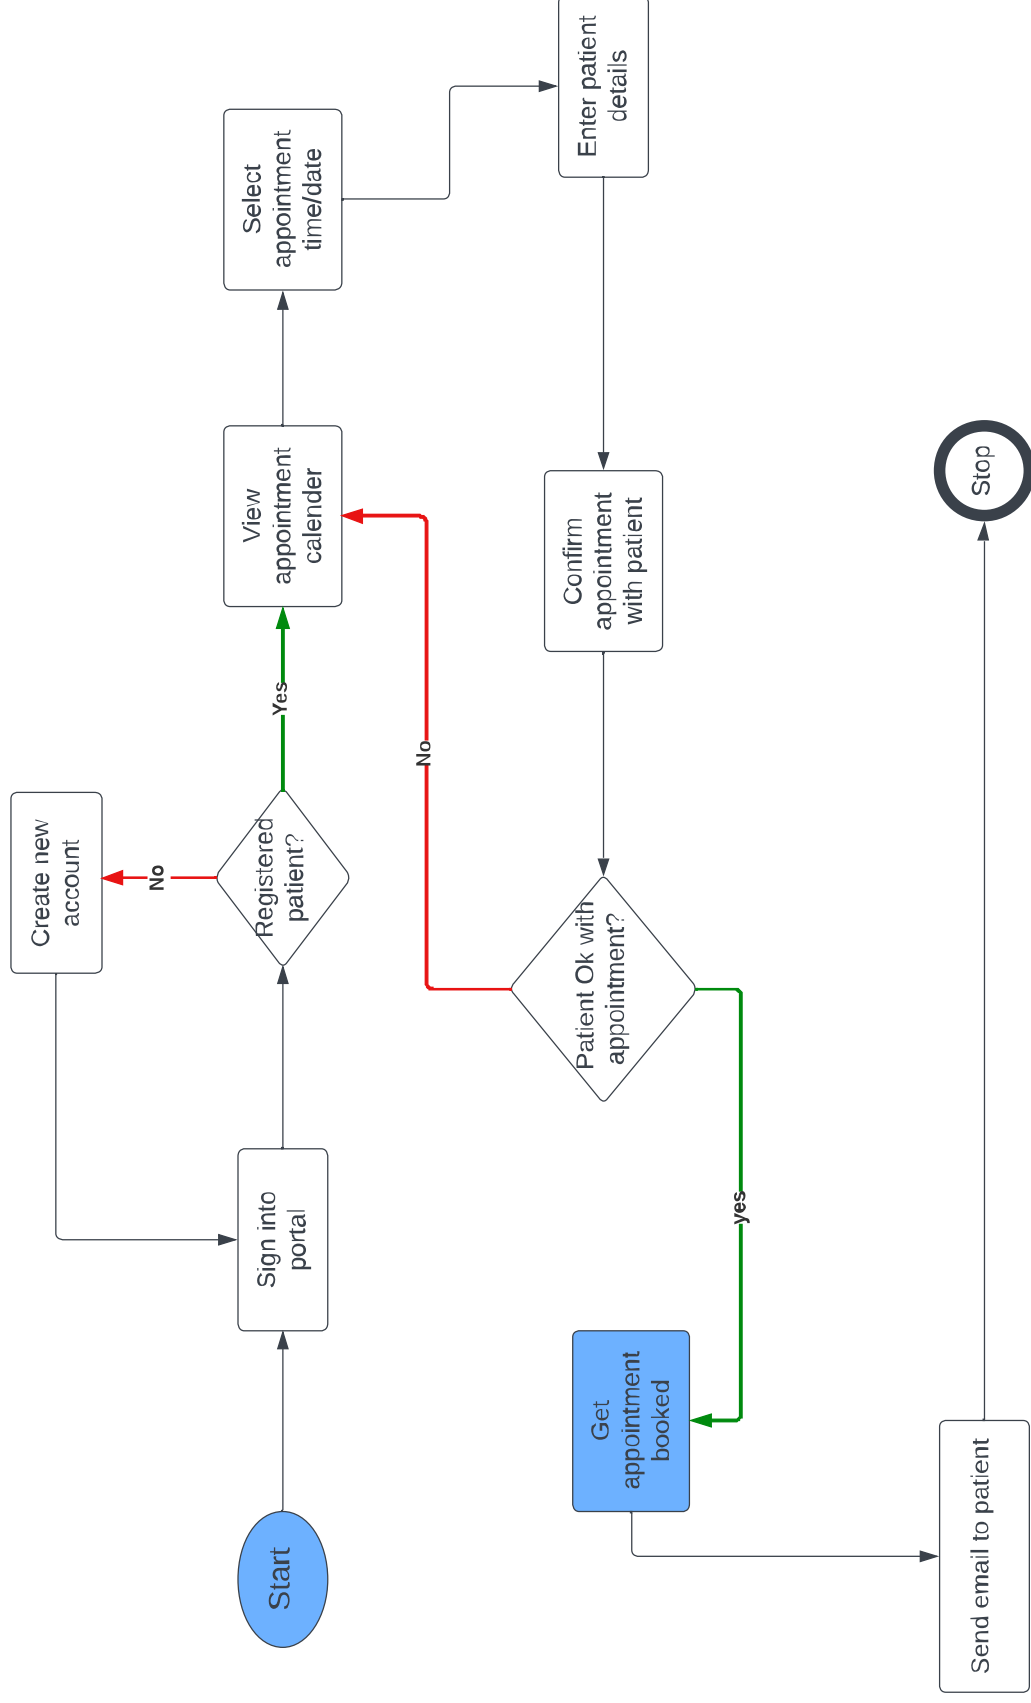 Start
Sign into
portal
Registered
patient?
No
Create new
account
Yes
View
appointment
calender
Select
appointment
time/date
Enter patient
details
Confirm
appointment
with patient
Patient Ok with
appointment?
No
yes
Get
appointment
booked
Send email to patient
Stop